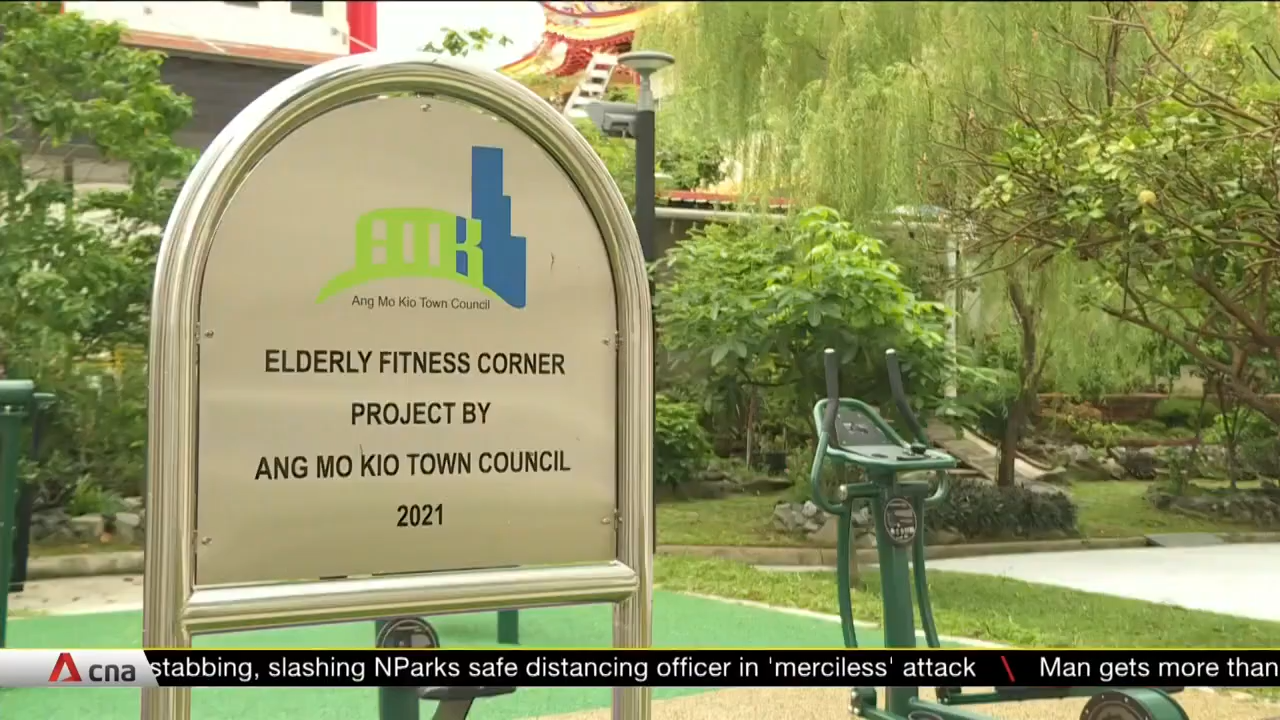 AMK
Ang Mo Kio Town Council
ELDERLY FITNESS CORNER
PROJECT BY
ANG MO KIO TOWN COUNCIL
2021
cna stabbing, slashing NParks safe distancing officer in 'merciless' attack \ Man gets more than